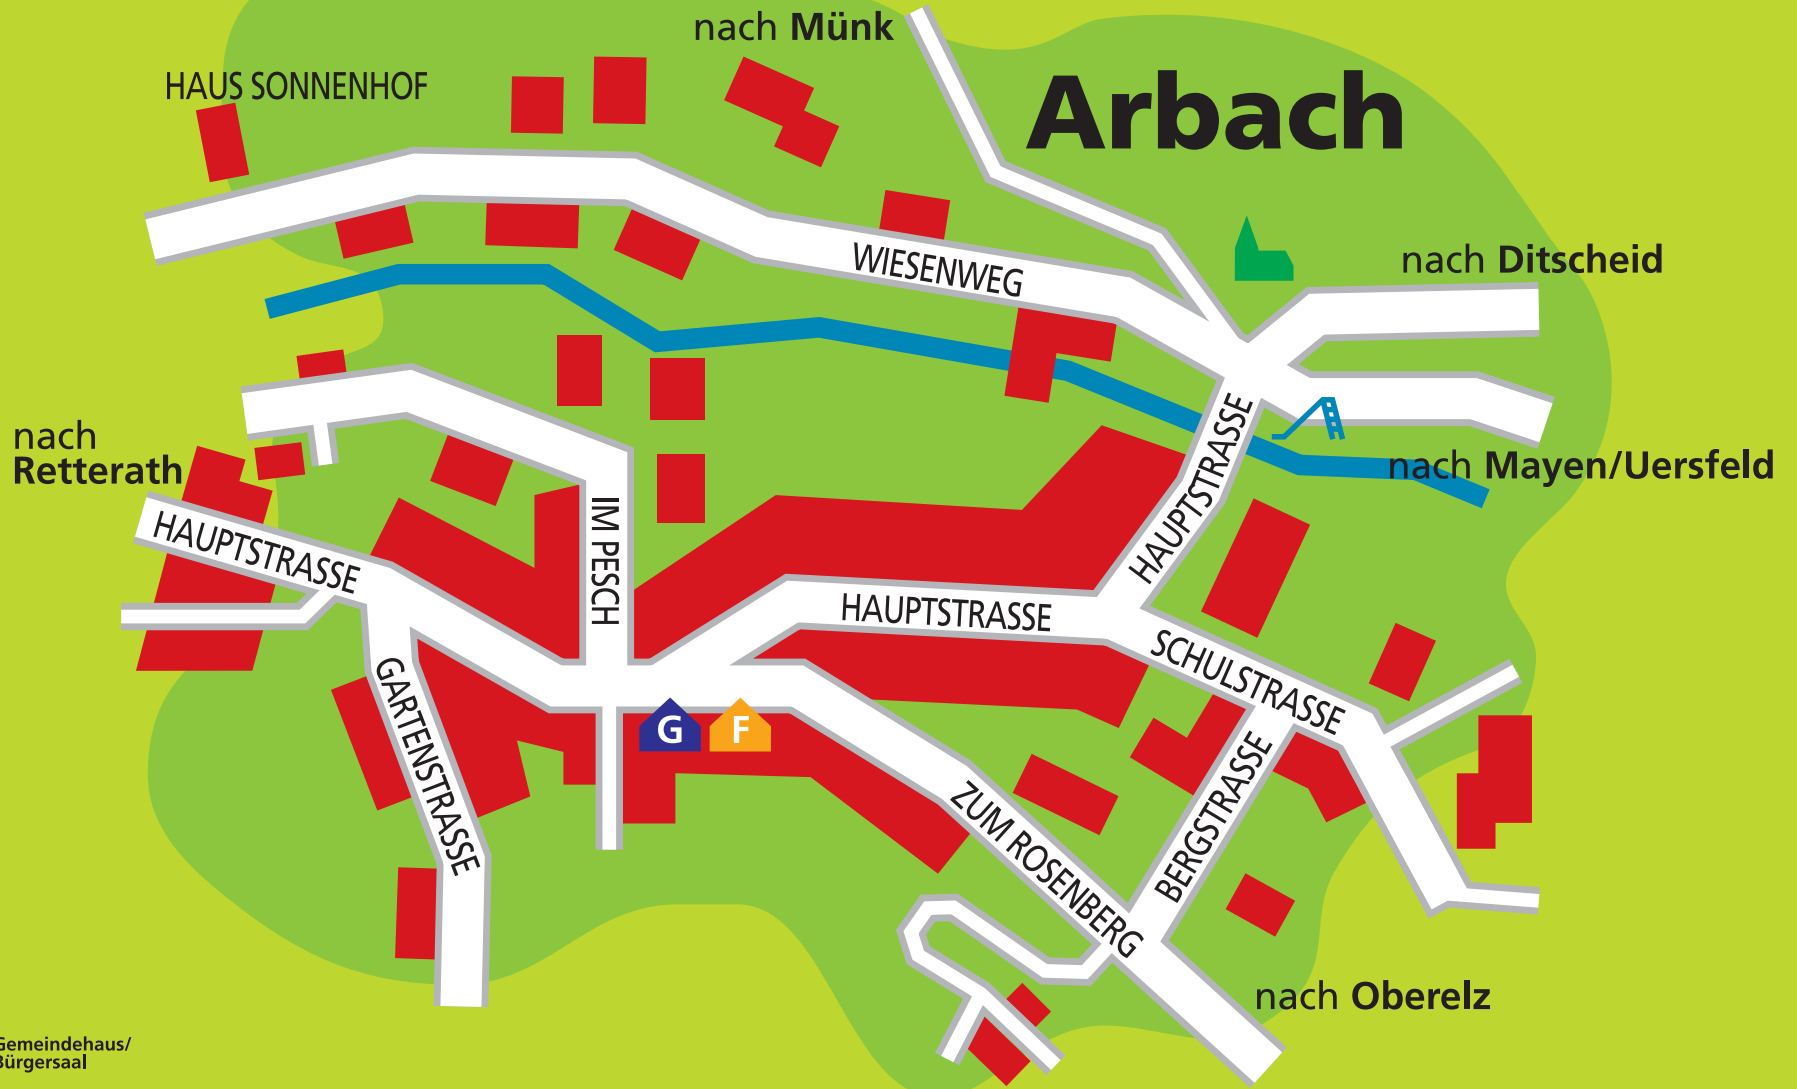 nach Münk
Arbach
HAUS SONNENHOF
WIESENWEG
nach Ditscheid
HAUPTSTRASSE
nach
Retterath
nach Mayen/Uersfeld
HAUPTSTRASSE
IM PESCH
HAUPTSTRASSE
SCHULSTRASSE
GARTENSTRASSE
G
F
BERGSTRASSE
ZUM ROSENBERG
nach Oberelz
Gemeindehaus/
Bürgersaal